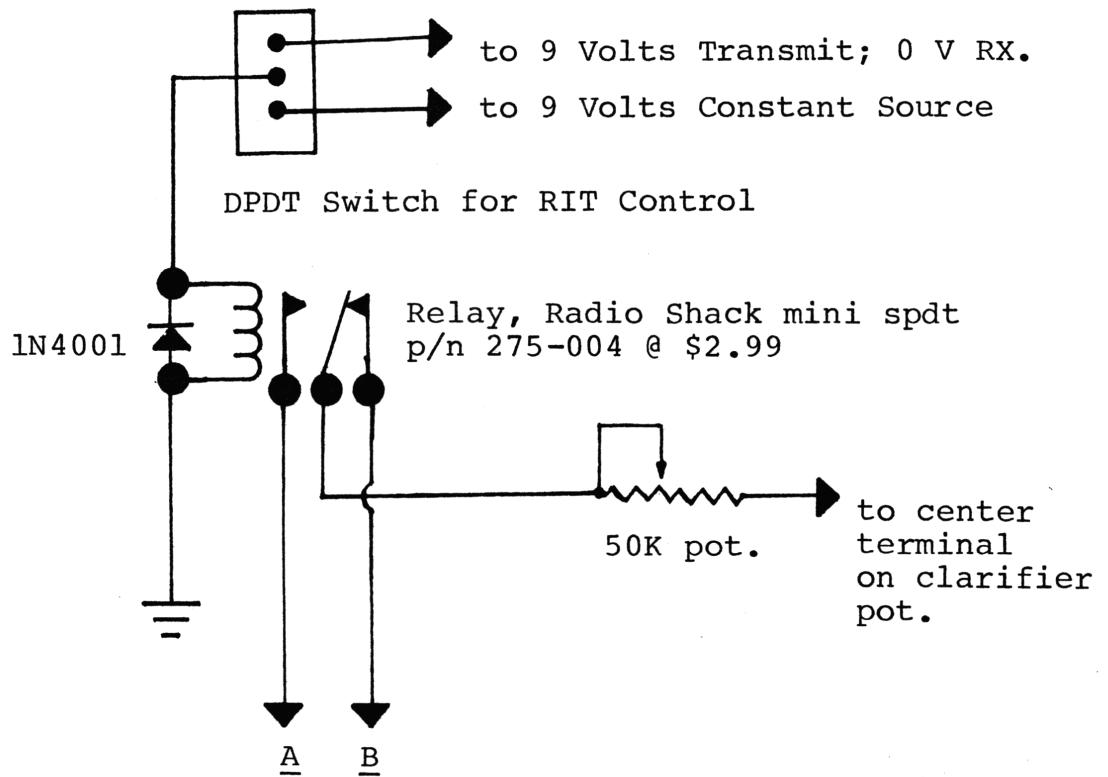 to 9 Volts Transmit; 0 V RX.
to 9 Volts Constant Source
DPDT Switch for RIT Control
1N4001
Relay, Radio Shack mini spdt
p/n 275-004 @ $2.99
50K pot.
to center
terminal
on clarifier
pot.
A
B